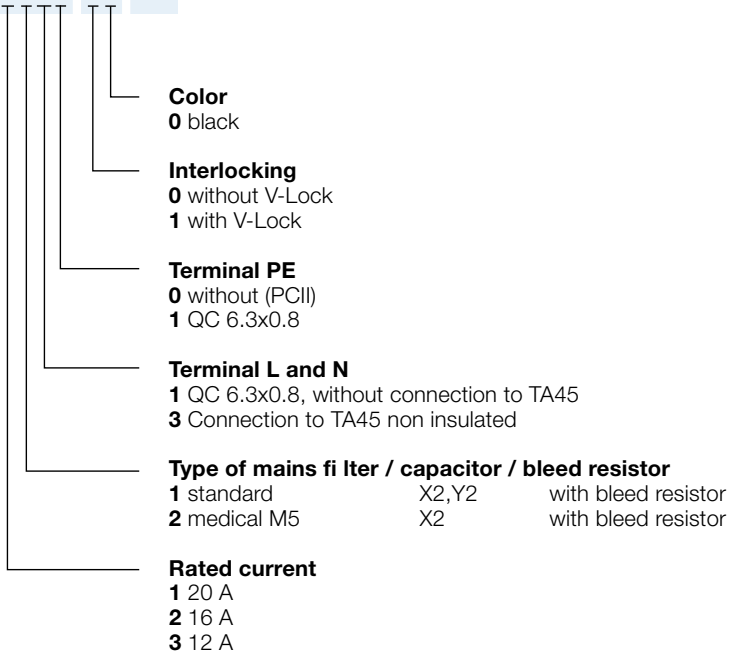 Color
0 black
Interlocking
0 without V-Lock
1 with V-Lock
Terminal PE
0 without (PCII)
1 QC 6.3x0.8
Terminal L and N
1 QC 6.3x0.8, without connection to TA45
3 Connection to TA45 non insulated
Type of mains fi lter / capacitor / bleed resistor
1 standard X2,Y2 with bleed resistor
2 medical M5 X2 with bleed resistor
Rated current
1 20 A
2 16 A
3 12 A